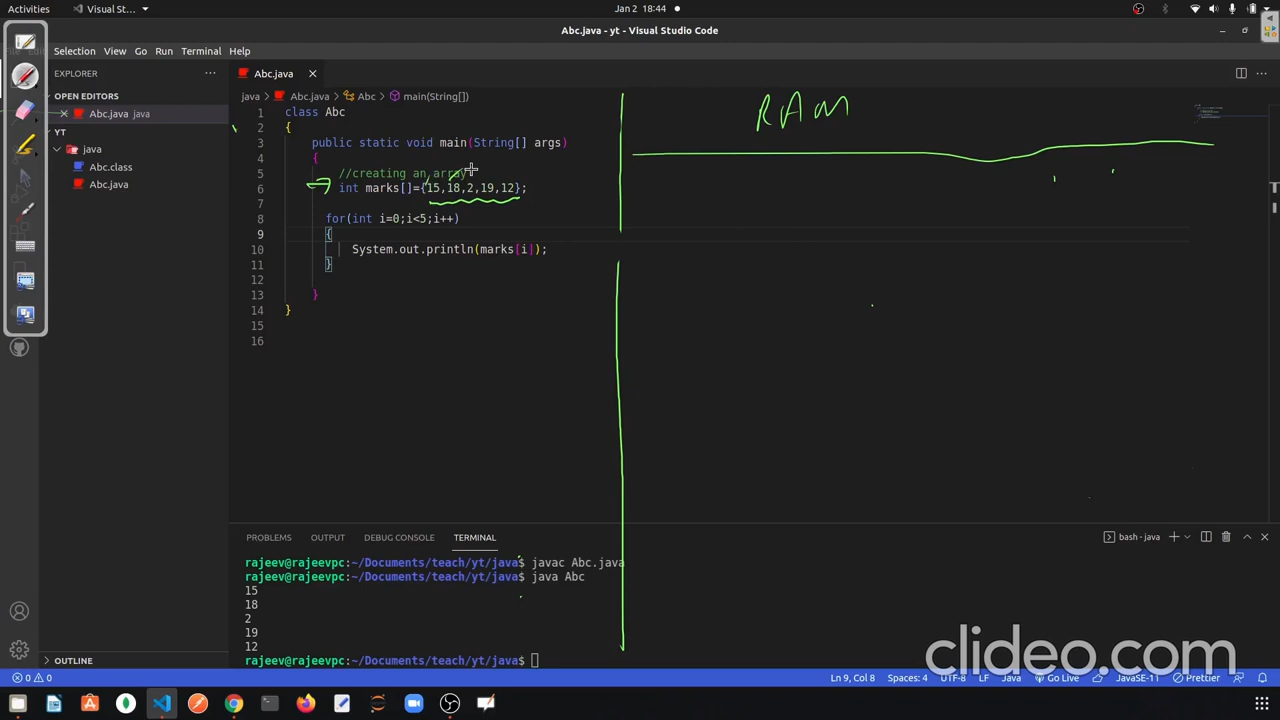 Activities
Visual St...
Jan 2 18:44
Abc.java - yt - Visual Studio Code
Selection View Go Run Terminal Help
EXPLORER ...
OPEN EDITORS
Abc.java java
YT
java
Abc.class
Abc.java
OUTLINE
Abc.java
java > Abc.java > Abc > main(String[])
1 class Abc
2 {
3 public static void main(String[] args)
4 {
5 //creating an array
6 int marks[]={15,18,2,19,12};
7
8 for(int i=0;i<5;i++)
9 {
10 System.out.println(marks[i]);
11 }
12
13 }
14 }
15
16
RAM
PROBLEMS OUTPUT DEBUG CONSOLE TERMINAL
bash - java
rajeev@rajeevpc:~/Documents/teach/yt/java$ javac Abc.java
rajeev@rajeevpc:~/Documents/teach/yt/java$ java Abc
15
18
2
19
12
rajeev@rajeevpc:~/Documents/teach/yt/java$
clideo.com
0 0 Ln 9, Col 8 Spaces: 4 UTF-8 LF Java Go Live JavaSE-11 Prettier